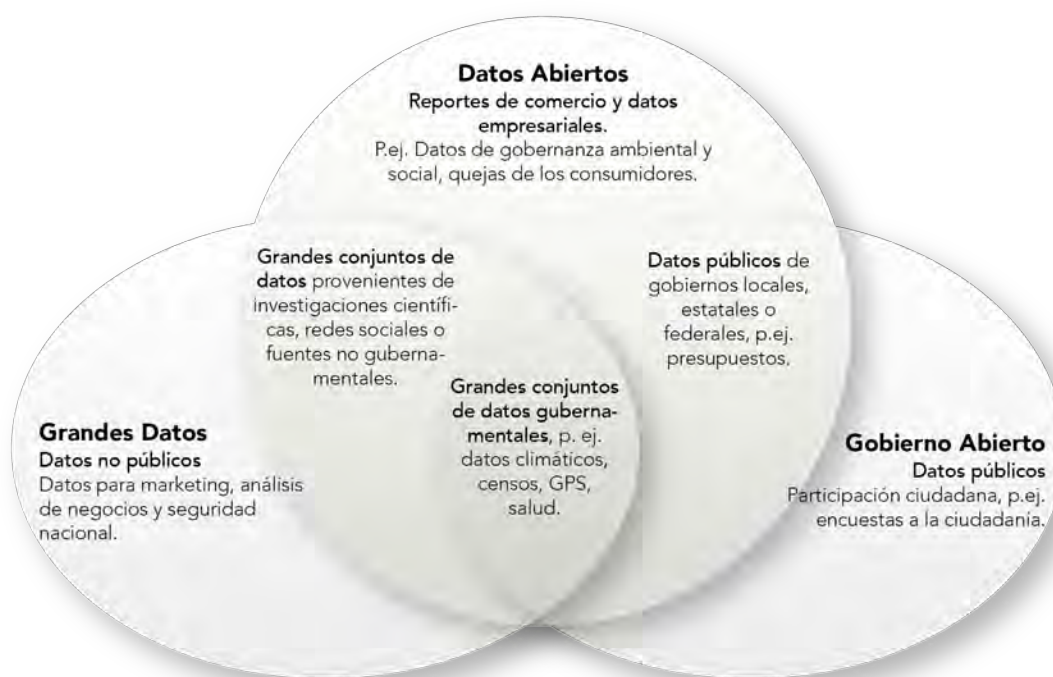 Datos Abiertos
Reportes de comercio y datos
empresariales.
P.ej. Datos de gobernanza ambiental y
social, quejas de los consumidores.
Grandes conjuntos de
datos provenientes de
investigaciones científi-
cas, redes sociales o
fuentes no guberna-
mentales.
Datos públicos de
gobiernos locales,
estatales o
federales, p.ej.
presupuestos.
Grandes conjuntos
de datos guberna-
mentales, p. ej.
datos climáticos,
censos, GPS,
salud.
Grandes Datos
Datos no públicos
Datos para marketing, análisis
de negocios y seguridad
nacional.
Gobierno Abierto
Datos públicos
Participación ciudadana, p.ej.
encuestas a la ciudadanía.